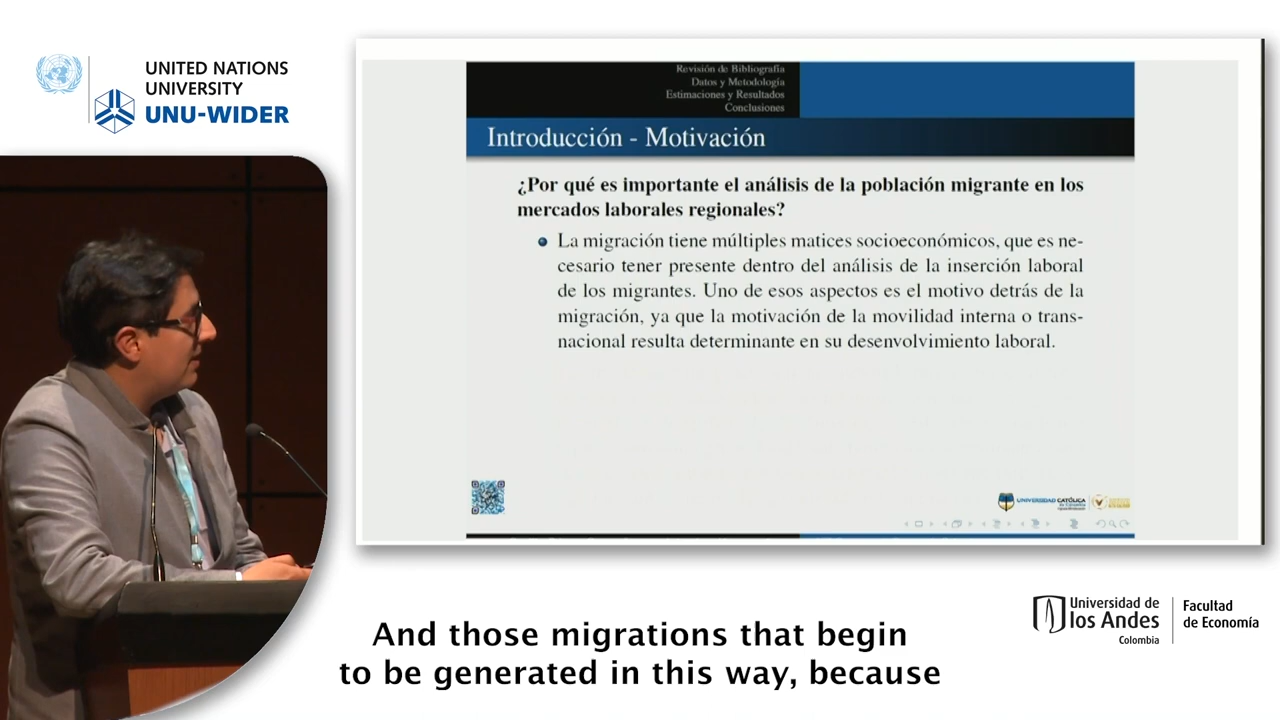 UNITED NATIONS
UNIVERSITY
UNU-WIDER
Revisión de Bibliografía
Datos y Metodología
Estimaciones y Resultados
Conclusiones
Introducción - Motivación
¿Por qué es importante el análisis de la población migrante en los
mercados laborales regionales?
La migración tiene múltiples matices socioeconómicos, que es ne-
cesario tener presente dentro del análisis de la inserción laboral
de los migrantes. Uno de esos aspectos es el motivo detrás de la
migración, ya que la motivación de la movilidad interna o trans-
nacional resulta determinante en su desenvolvimiento laboral.
UNIVERSIDAD CATÓLICA
Universidad de
los Andes
Colombia
Facultad
de Economía
And those migrations that begin
to be generated in this way, because